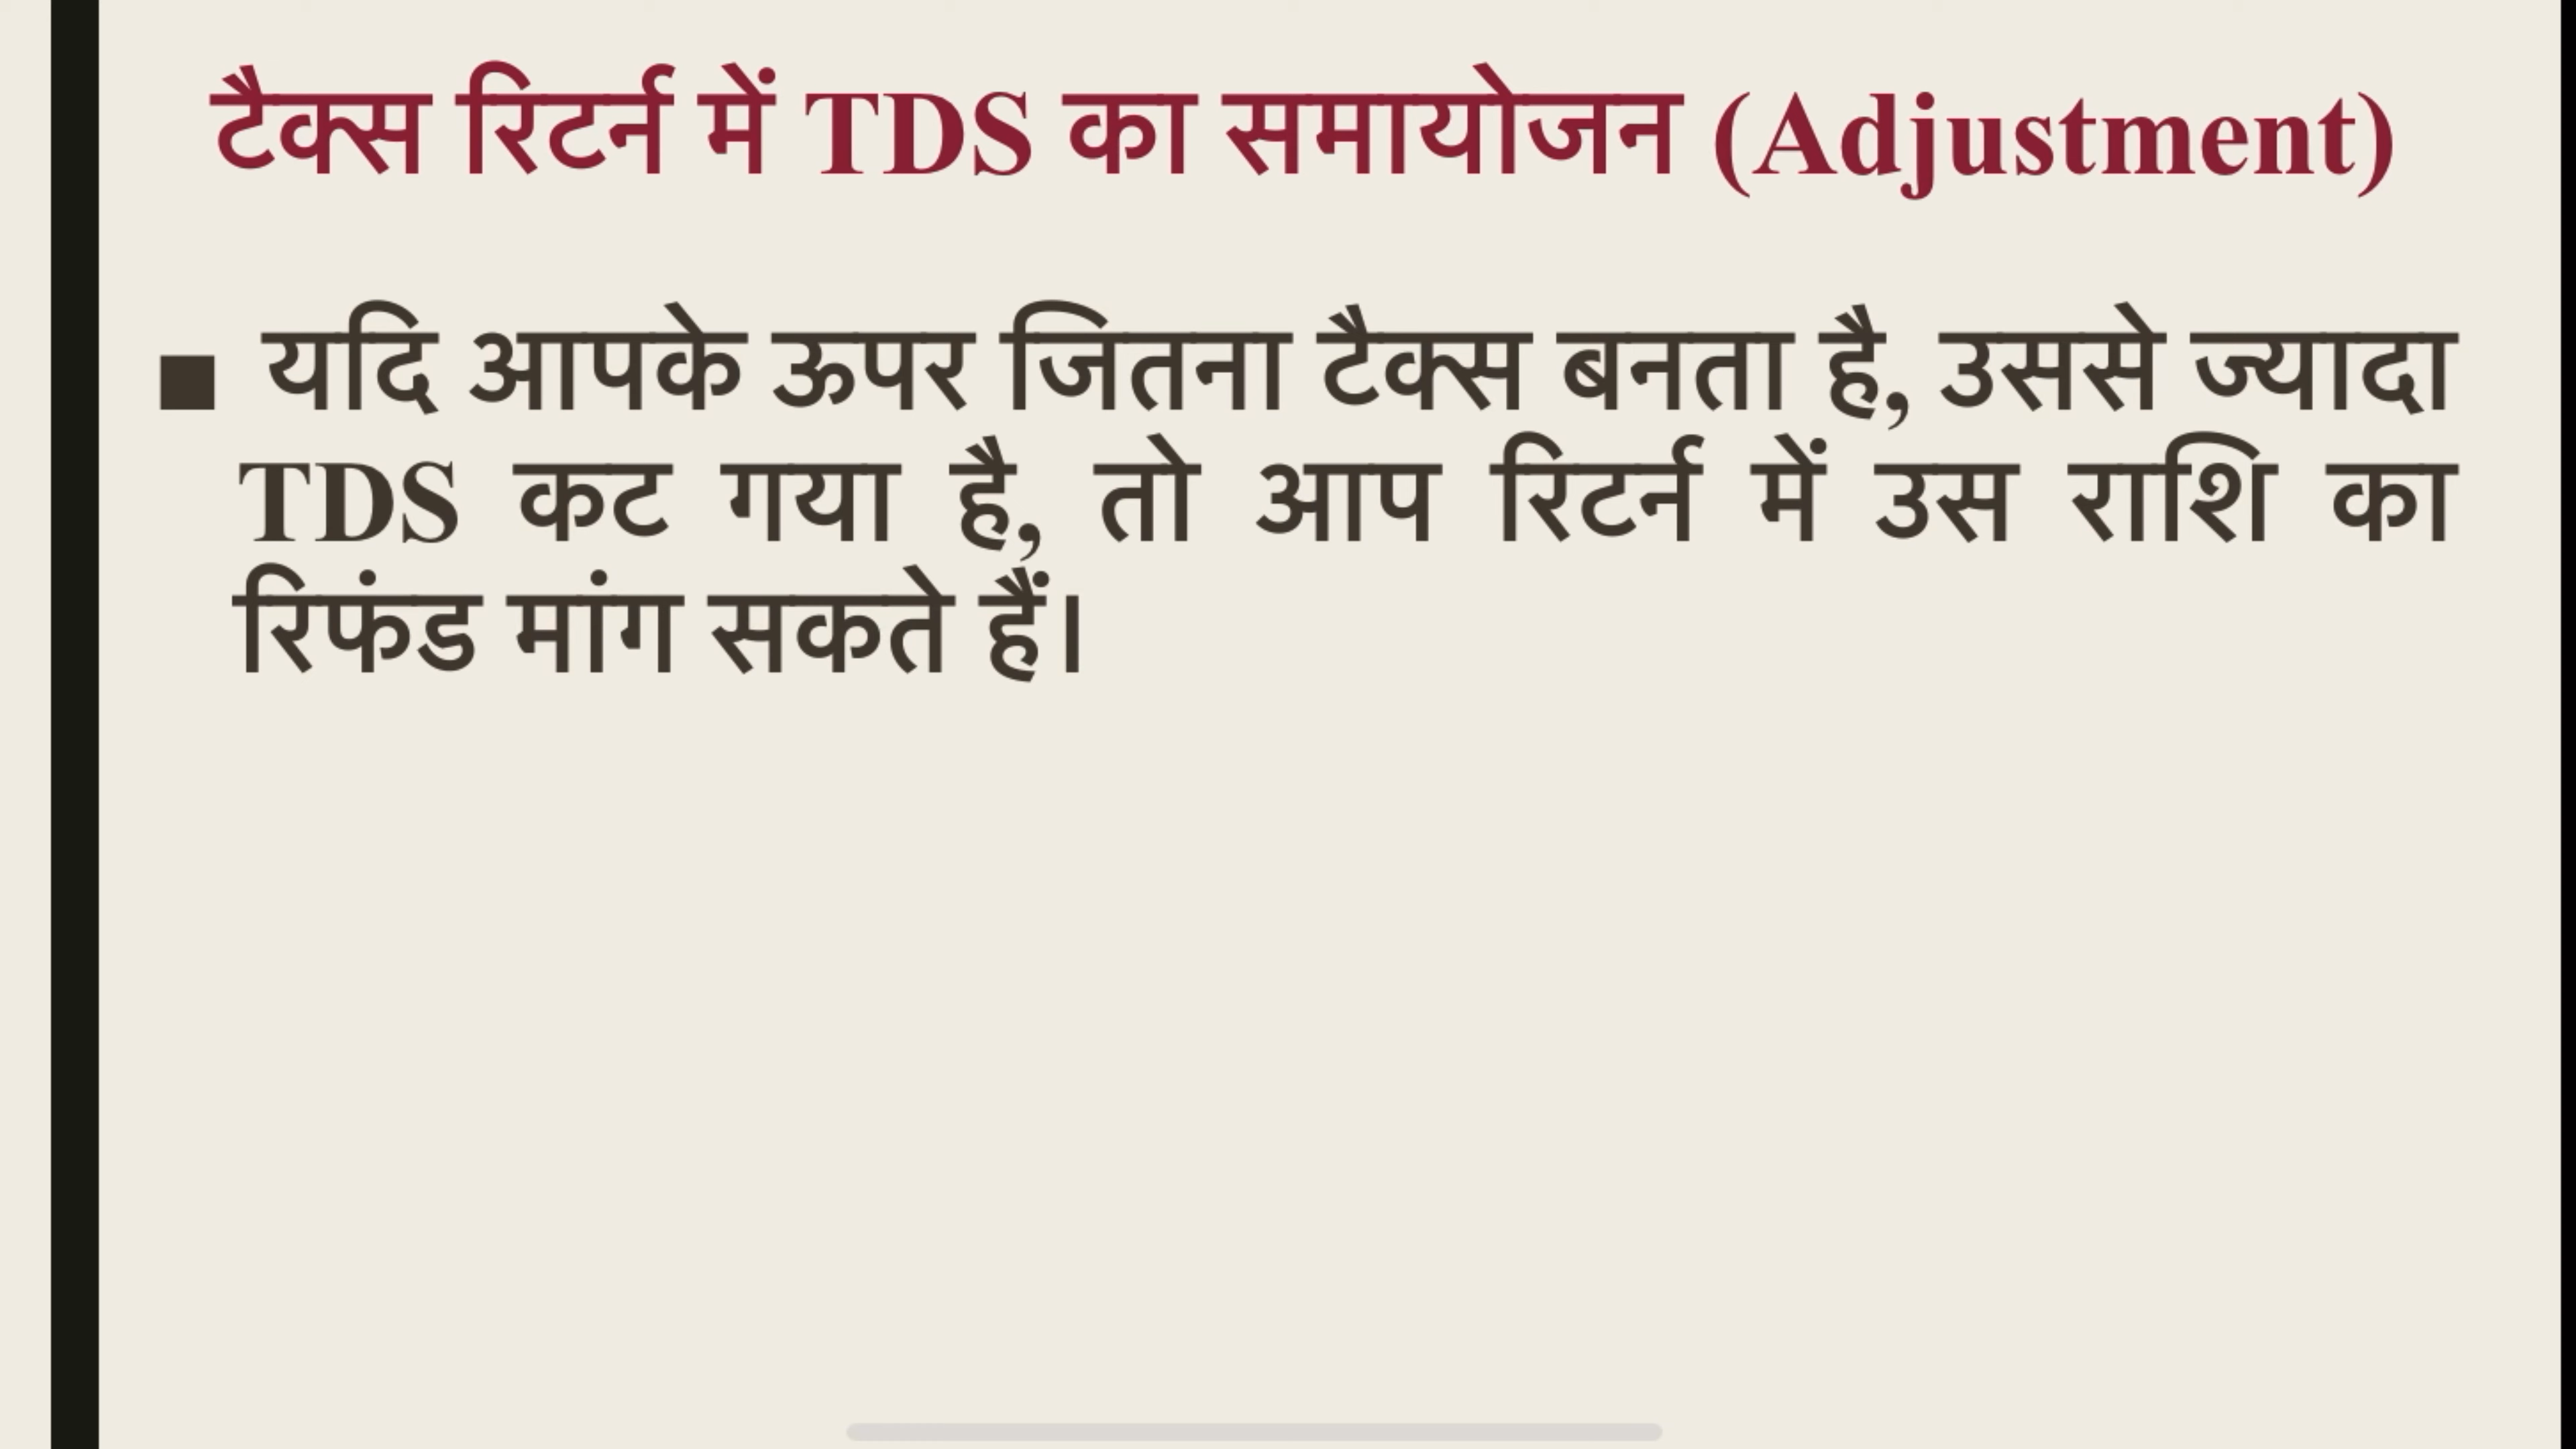 टैक्स रिटर्न में TDS का समायोजन (Adjustment)
■ यदि आपके ऊपर जितना टैक्स बनता है, उससे ज्यादा
TDS कट गया है, तो आप रिटर्न में उस राशि का
रिफंड मांग सकते हैं।